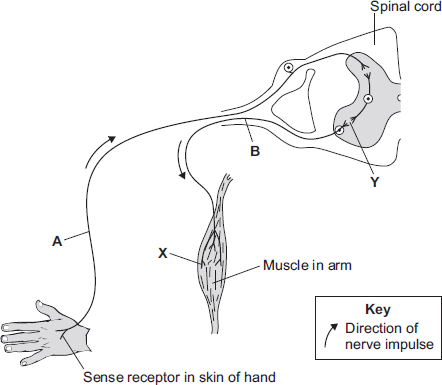 Spinal cord
B
Y
A
X
Muscle in arm
Key
Direction of
nerve impulse
Sense receptor in skin of hand